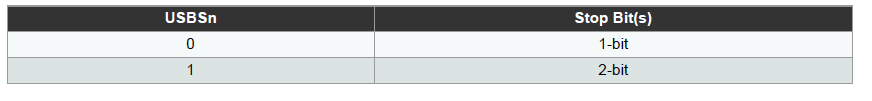 USBSn Stop Bit(s)
0 1-bit
1 2-bit